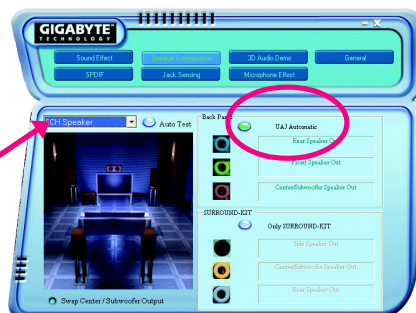 GIGABYTE
TECHNOLOGY
Sound Effect
Speaker Configuration
3D Audio Demo
General
SPDIF
Jack Sensing
Microphone Effect
6CH Speaker
Auto Test
Back Panel
UAJ Automatic
Rear Speaker Out
Front Speaker Out
Center/Subwoofer Speaker Out
SURROUND-KIT
Only SURROUND-KIT
Side Speaker Out
Center/Subwoofer Speaker Out
Rear Speaker Out
Swap Center / Subwoofer Output